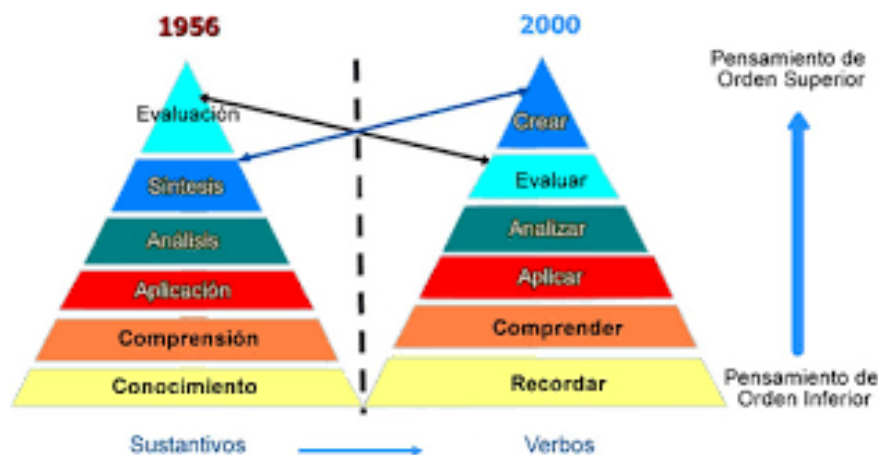 1956
Evaluación
Síntesis
Análisis
Aplicación
Comprensión
Conocimiento
Sustantivos
2000
Crear
Evaluar
Analizar
Aplicar
Comprender
Recordar
Verbos
Pensamiento de
Orden Superior
Pensamiento de
Orden Inferior